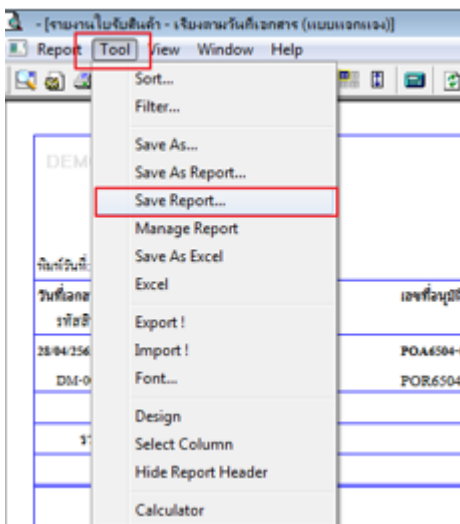 - [รายงานใบรับสินค้า - เรียงตามวันที่เอกสาร (แบบแจกแจง)]
Report Tool View Window Help
Sort...
Filter...
Save As...
Save As Report...
Save Report...
Manage Report
Save As Excel
Excel
Export !
Import !
Font...
Design
Select Column
Hide Report Header
Calculator
DEM
พิมพ์วันที่:
วันที่เอกส
เลขที่อนุมัติ
รหัสสิ
28/04/256
POA6504-
DM-0
POR6504